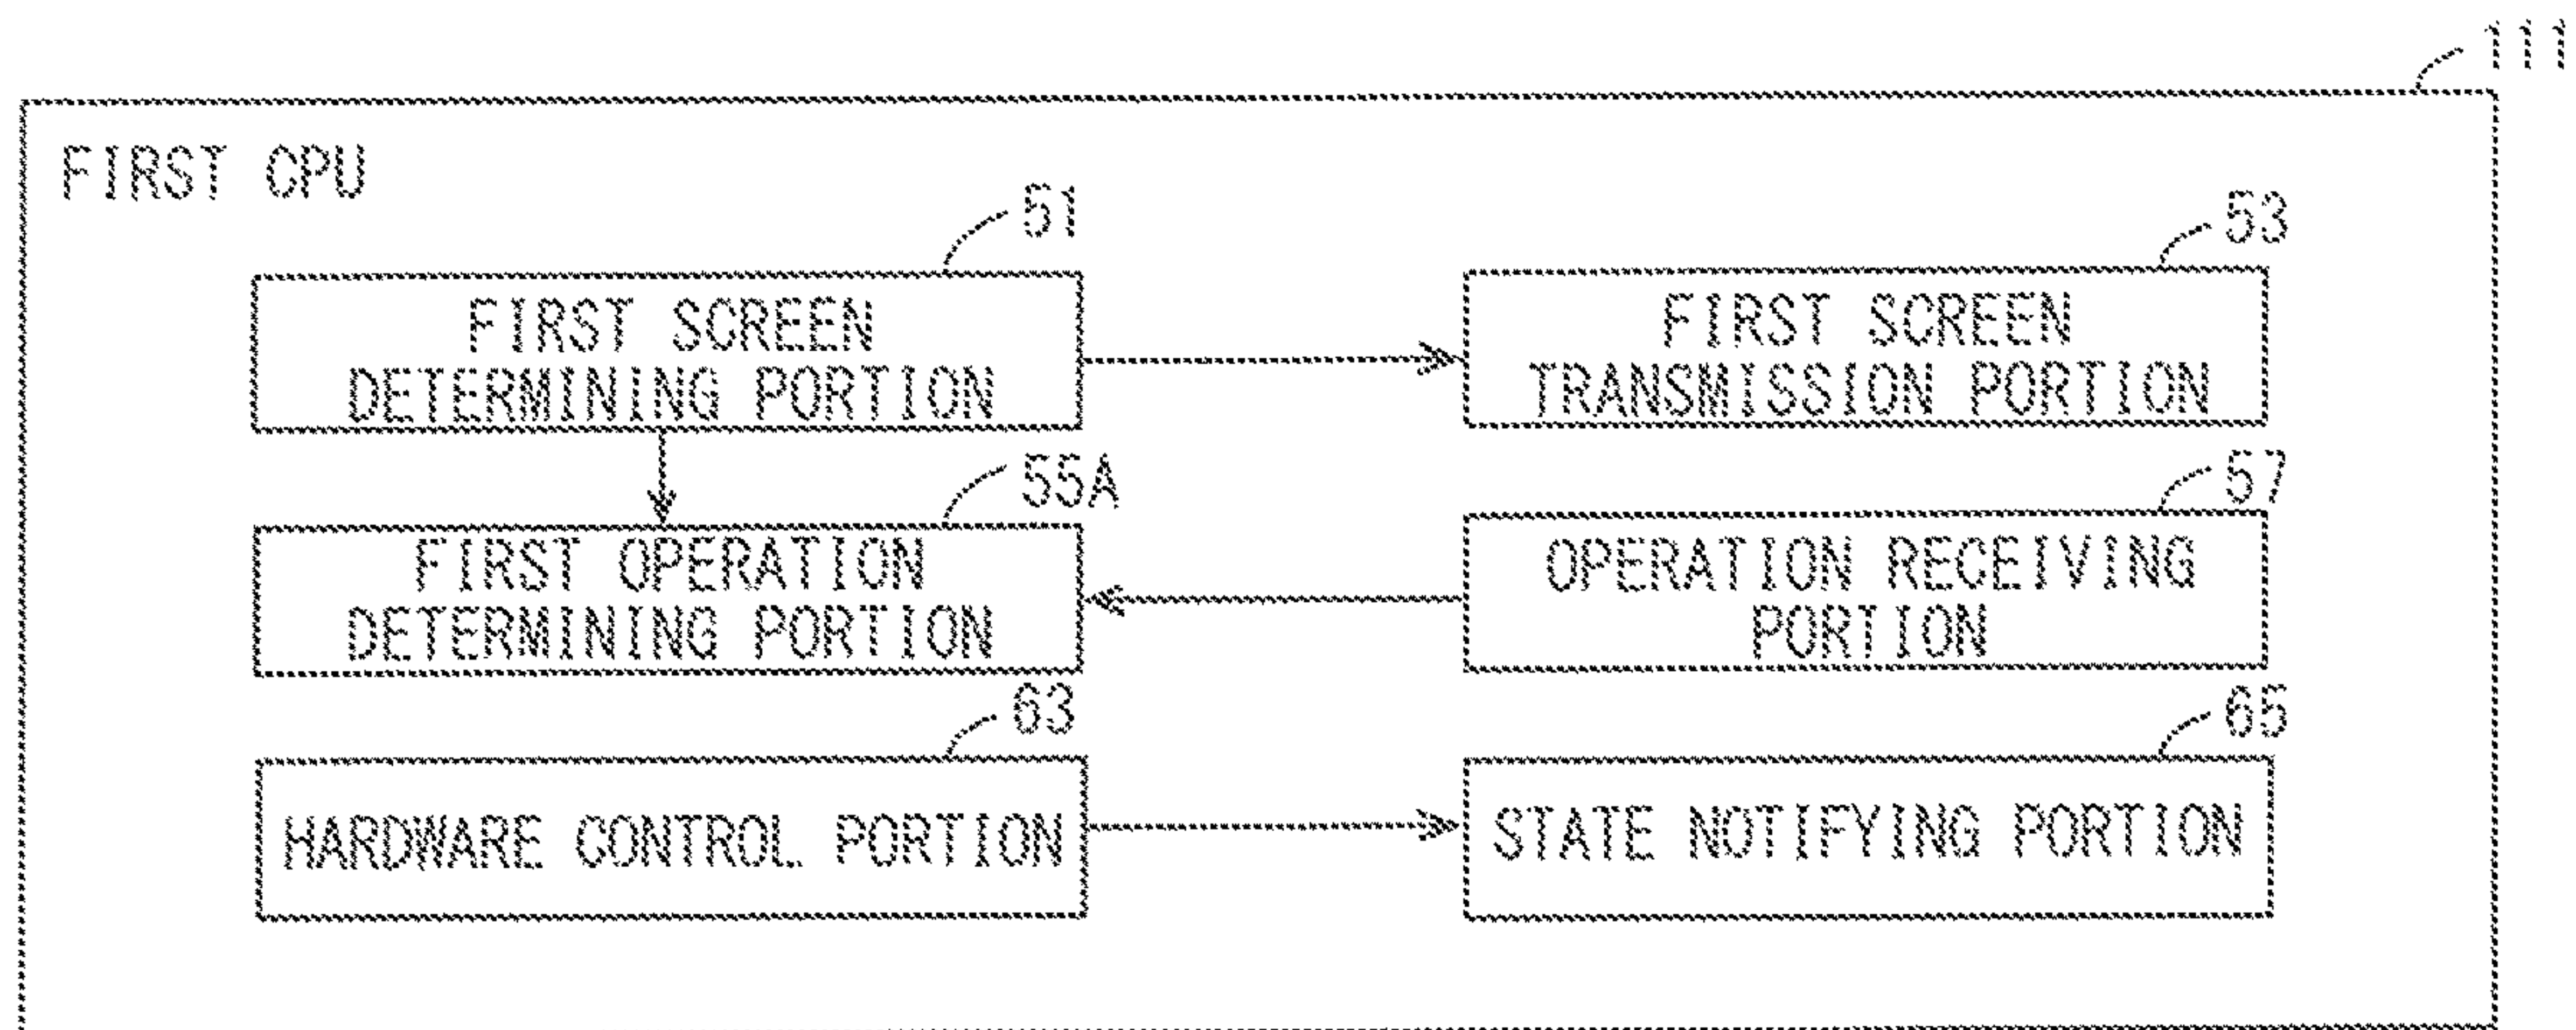 111
FIRST CPU
51
53
FIRST SCREEN
DETERMINING PORTION
FIRST SCREEN
TRANSMISSION PORTION
55A
57
FIRST OPERATION
DETERMINING PORTION
OPERATION RECEIVING
PORTION
63
65
HARDWARE CONTROL PORTION
STATE NOTIFYING PORTION